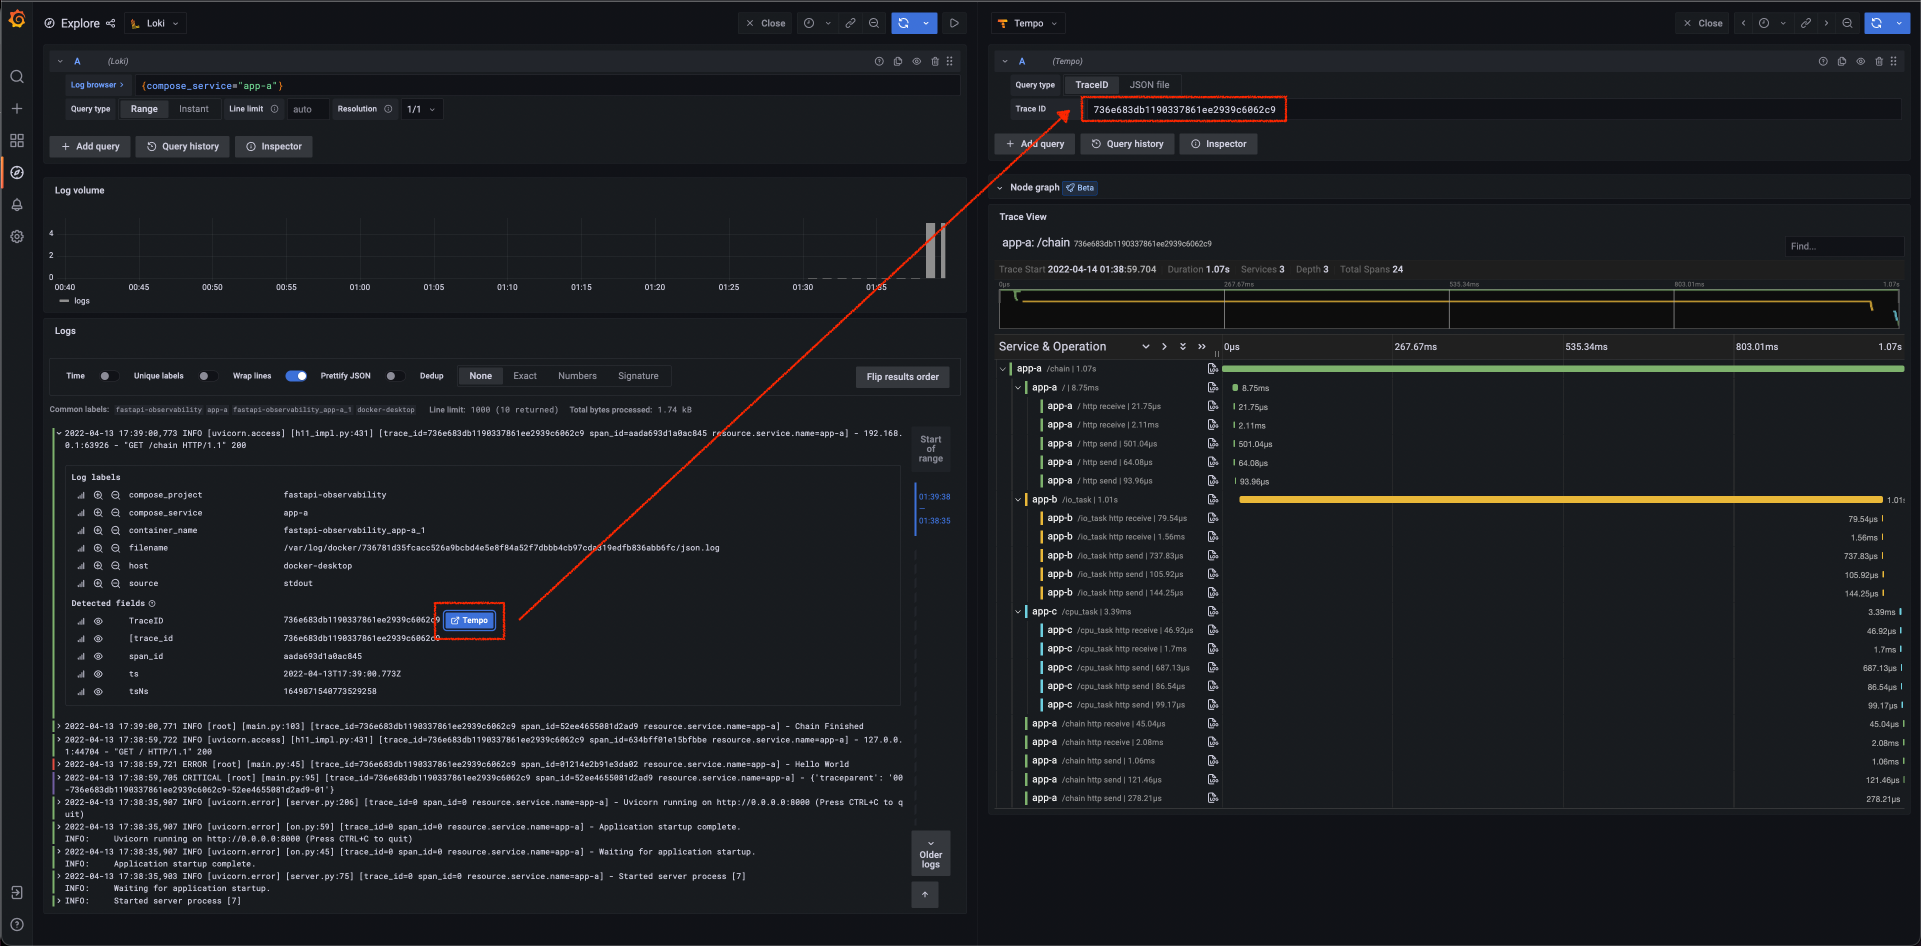 Explore
Loki
Close
A (Loki)
Log browser >
{compose_service="app-a"}
Query type Range Instant Line limit auto Resolution 1/1
+ Add query Query history Inspector
Log volume
4
2
0
00:40 00:45 00:50 00:55 01:00 01:05 01:10 01:15 01:20 01:25 01:30 01:35
logs
Logs
Time Unique labels Wrap lines Prettify JSON Dedup None Exact Numbers Signature Flip results order
Common labels: fastapi-observability app-a fastapi-observability_app-a_1 docker-desktop Line limit: 1000 (10 returned) Total bytes processed: 1.74 kB
2022-04-13 17:39:00,773 INFO [uvicorn.access] [h11_impl.py:431] [trace_id=736e683db1190337861ee2939c6062c9 span_id=aada693d1a0ac845 resource.service.name=app-a] - 192.168.
0.1:63926 - "GET /chain HTTP/1.1" 200
Log labels
compose_project fastapi-observability
compose_service app-a
container_name fastapi-observability_app-a_1
host docker-desktop
source stdout
Detected fields
TraceID 736e683db1190337861ee2939c6062c9 Tempo
[trace_id 736e683db1190337861ee2939c6062c9
span_id aada693d1a0ac845
ts 2022-04-13T17:39:00.773Z
tsNs 1649871540773529258
2022-04-13 17:39:00,771 INFO [root] [main.py:103] [trace_id=736e683db1190337861ee2939c6062c9 span_id=52ee4655081d2ad9 resource.service.name=app-a] - Chain Finished
2022-04-13 17:38:59,722 INFO [uvicorn.access] [h11_impl.py:431] [trace_id=736e683db1190337861ee2939c6062c9 span_id=634bff01e15bfbbe resource.service.name=app-a] - 127.0.0.
1:44704 - "GET / HTTP/1.1" 200
2022-04-13 17:38:59,721 ERROR [root] [main.py:45] [trace_id=736e683db1190337861ee2939c6062c9 span_id=01214e2b91e3da02 resource.service.name=app-a] - Hello World
2022-04-13 17:38:59,705 CRITICAL [root] [main.py:95] [trace_id=736e683db1190337861ee2939c6062c9 span_id=52ee4655081d2ad9 resource.service.name=app-a] - {'traceparent': '00
-736e683db1190337861ee2939c6062c9-52ee4655081d2ad9-01'}
2022-04-13 17:38:35,907 INFO [uvicorn.error] [server.py:206] [trace_id=0 span_id=0 resource.service.name=app-a] - Uvicorn running on http://0.0.0.0:8000 (Press CTRL+C to q
uit)
2022-04-13 17:38:35,907 INFO [uvicorn.error] [on.py:59] [trace_id=0 span_id=0 resource.service.name=app-a] - Application startup complete.
INFO: Uvicorn running on http://0.0.0.0:8000 (Press CTRL+C to quit)
2022-04-13 17:38:35,907 INFO [uvicorn.error] [on.py:45] [trace_id=0 span_id=0 resource.service.name=app-a] - Waiting for application startup.
INFO: Application startup complete.
2022-04-13 17:38:35,903 INFO [uvicorn.error] [server.py:75] [trace_id=0 span_id=0 resource.service.name=app-a] - Started server process [7]
INFO: Waiting for application startup.
INFO: Started server process [7]
Start
of
range
01:39:38
—
01:38:35
Older
logs
Tempo
Close
A (Tempo)
Query type TraceID JSON file
Trace ID 736e683db1190337861ee2939c6062c9
+ Add query Query history Inspector
Node graph Beta
Trace View
app-a: /chain 736e683db1190337861ee2939c6062c9
Find...
Trace Start 2022-04-14 01:38:59.704 Duration 1.07s Services 3 Depth 3 Total Spans 24
0µs 267.67ms 535.34ms 803.01ms 1.07s
Service & Operation 0µs 267.67ms 535.34ms 803.01ms 1.07s
app-a /chain | 1.07s
app-a / | 8.75ms 8.75ms
app-a / http receive | 21.75µs 21.75µs
app-a / http receive | 2.11ms 2.11ms
app-a / http send | 501.04µs 501.04µs
app-a / http send | 64.08µs 64.08µs
app-a / http send | 93.96µs 93.96µs
app-b /io_task | 1.01s 1.01s
app-b /io_task http receive | 79.54µs 79.54µs
app-b /io_task http receive | 1.56ms 1.56ms
app-b /io_task http send | 737.83µs 737.83µs
app-b /io_task http send | 105.92µs 105.92µs
app-b /io_task http send | 144.25µs 144.25µs
app-c /cpu_task | 3.39ms 3.39ms
app-c /cpu_task http receive | 46.92µs 46.92µs
app-c /cpu_task http receive | 1.7ms 1.7ms
app-c /cpu_task http send | 687.13µs 687.13µs
app-c /cpu_task http send | 86.54µs 86.54µs
app-c /cpu_task http send | 99.17µs 99.17µs
app-a /chain http receive | 45.04µs 45.04µs
app-a /chain http receive | 2.08ms 2.08ms
app-a /chain http send | 1.06ms 1.06ms
app-a /chain http send | 121.46µs 121.46µs
app-a /chain http send | 278.21µs 278.21µs